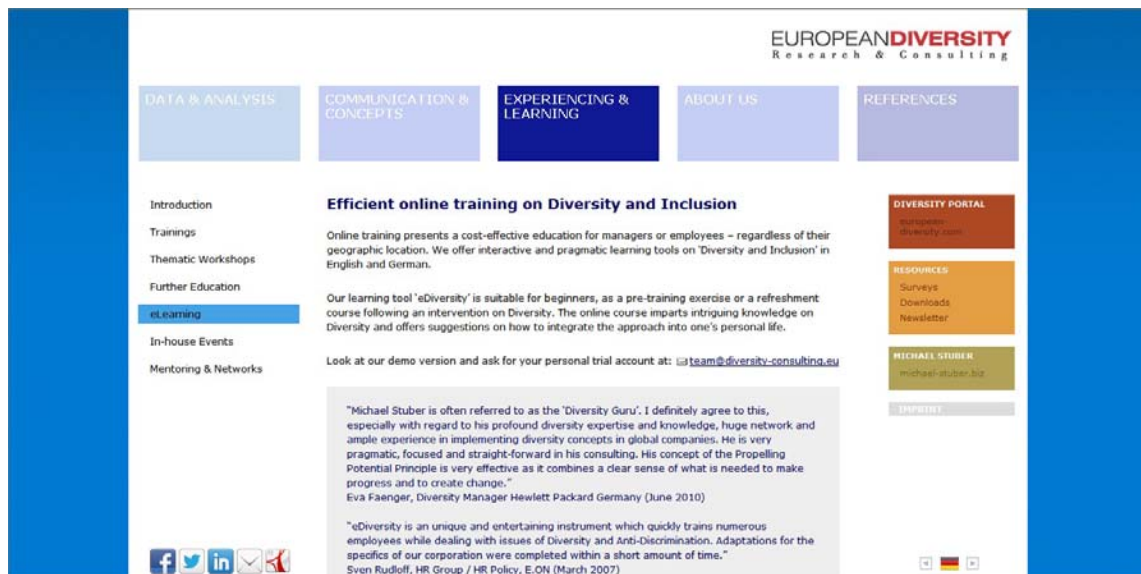 EUROPEANDIVERSITY
Research & Consulting
DATA & ANALYSIS
COMMUNICATION &
CONCEPTS
EXPERIENCING &
LEARNING
ABOUT US
REFERENCES
Introduction
Trainings
Thematic Workshops
Further Education
eLearning
In-house Events
Mentoring & Networks
Efficient online training on Diversity and Inclusion
Online training presents a cost-effective education for managers or employees – regardless of their
geographic location. We offer interactive and pragmatic learning tools on 'Diversity and Inclusion' in
English and German.
Our learning tool 'eDiversity' is suitable for beginners, as a pre-training exercise or a refreshment
course following an intervention on Diversity. The online course imparts intriguing knowledge on
Diversity and offers suggestions on how to integrate the approach into one's personal life.
Look at our demo version and ask for your personal trial account at: team@diversity-consulting.eu
"Michael Stuber is often referred to as the 'Diversity Guru'. I definitely agree to this,
especially with regard to his profound diversity expertise and knowledge, huge network and
ample experience in implementing diversity concepts in global companies. He is very
pragmatic, focused and straight-forward in his consulting. His concept of the Propelling
Potential Principle is very effective as it combines a clear sense of what is needed to make
progress and to create change."
Eva Faenger, Diversity Manager Hewlett Packard Germany (June 2010)
"eDiversity is an unique and entertaining instrument which quickly trains numerous
employees while dealing with issues of Diversity and Anti-Discrimination. Adaptations for the
specifics of our corporation were completed within a short amount of time."
Sven Rudloff, HR Group / HR Policy, E.ON (March 2007)
DIVERSITY PORTAL
european-
diversity.com
RESOURCES
Surveys
Downloads
Newsletter
MICHAEL STUBER
michael-stuber.biz
IMPRINT
f
in